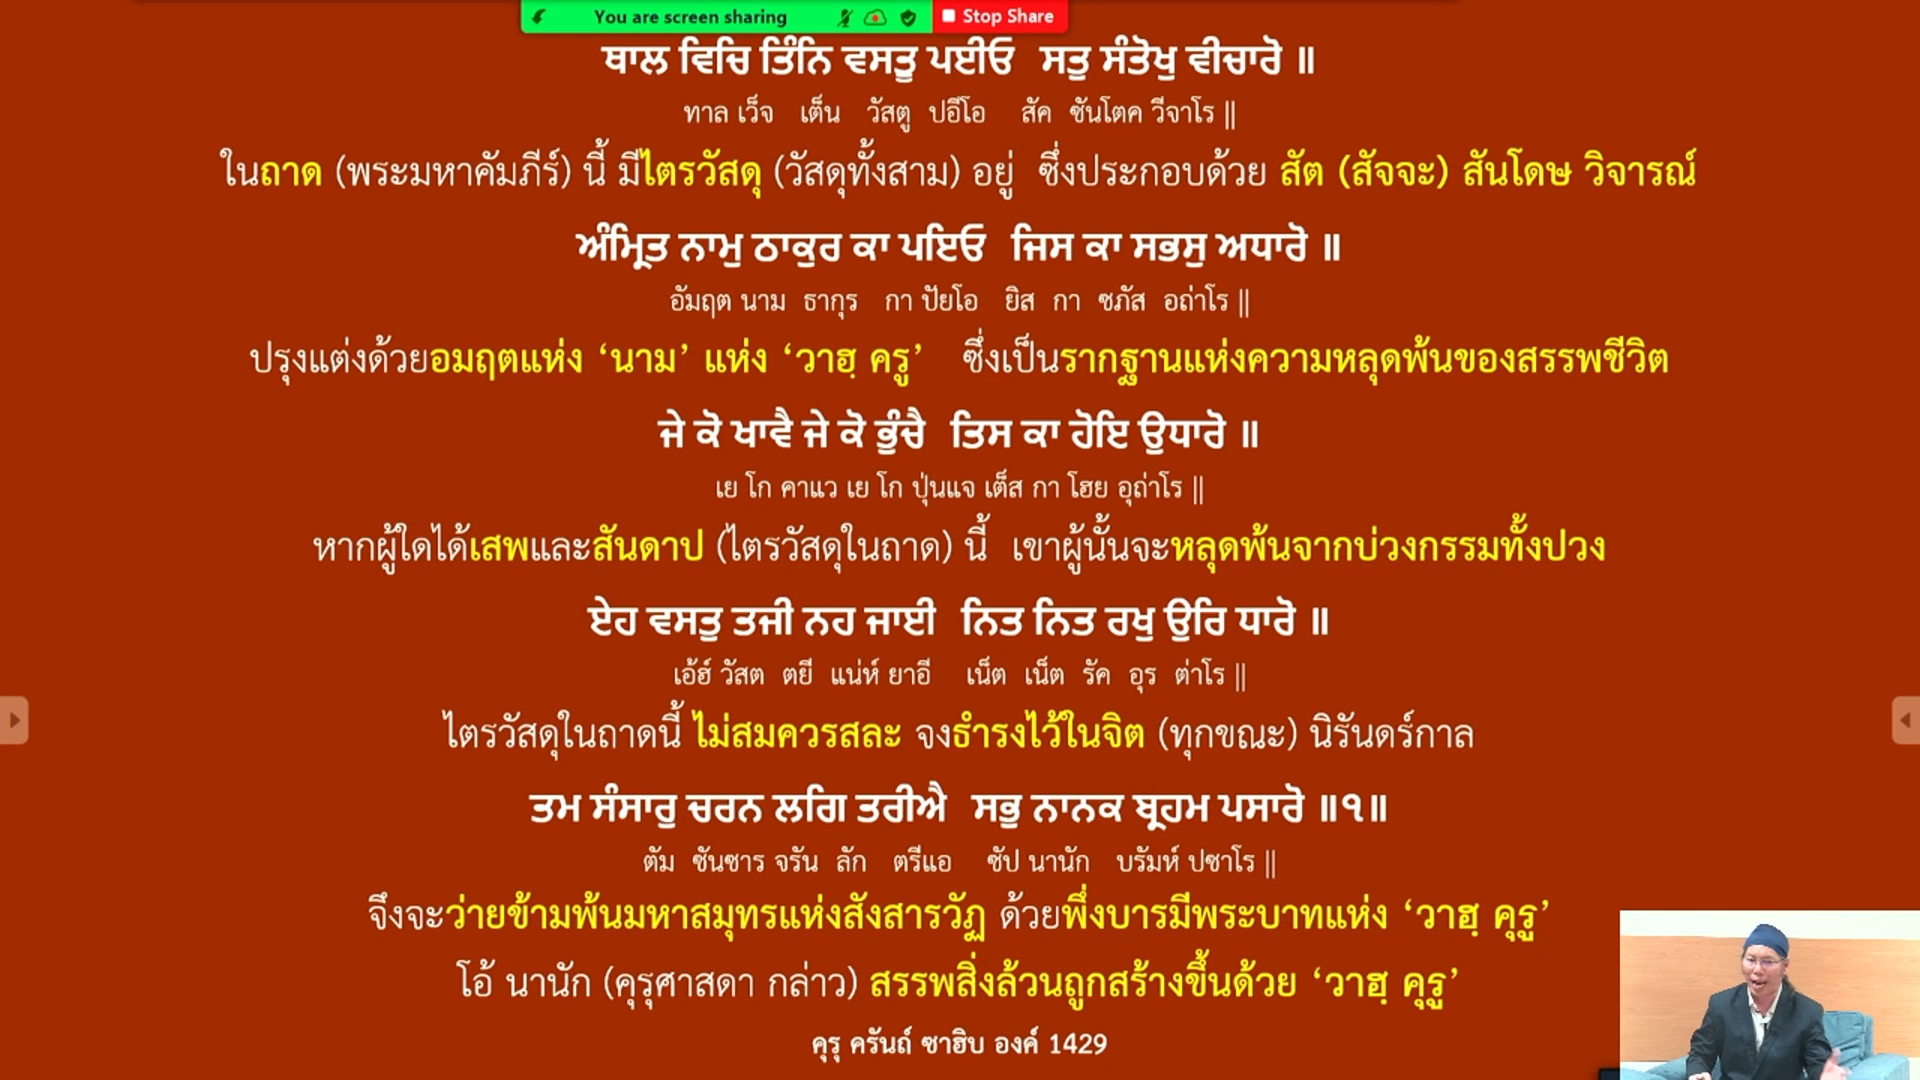 You are screen sharing Stop Share
ਥਾਲ ਵਿਚਿ ਤਿੰਨਿ ਵਸਤੂ ਪਈਓ ਸਤੁ ਸੰਤੋਖੁ ਵੀਚਾਰੋ ॥
ทาล เว็จ เต็น วัสตู ปอีโอ สัค ซันโตค วีจาโร ||
ในถาด (พระมหาคัมภีร์) นี้ มีไตรวัสดุ (วัสดุทั้งสาม) อยู่ ซึ่งประกอบด้วย สัต (สัจจะ) สันโดษ วิจารณ์
ਅੰਮ੍ਰਿਤ ਨਾਮੁ ਠਾਕੁਰ ਕਾ ਪਇਓ ਜਿਸ ਕਾ ਸਭਸੁ ਅਧਾਰੋ ॥
อัมฤต นาม ธากุร กา ปัยโอ ยิส กา ซภัส อถ่าโร ||
ปรุงแต่งด้วยอมฤตแห่ง ‘นาม’ แห่ง ‘วาฮฺ ครู’ ซึ่งเป็นรากฐานแห่งความหลุดพ้นของสรรพชีวิต
ਜੇ ਕੋ ਖਾਵੈ ਜੇ ਕੋ ਭੁੰਚੈ ਤਿਸ ਕਾ ਹੋਇ ਉਧਾਰੋ ॥
เย โก คาแว เย โก ปุ่นแจ เต็ส กา โฮย อุถ่าโร ||
หากผู้ใดได้เสพและสันดาป (ไตรวัสดุในถาด) นี้ เขาผู้นั้นจะหลุดพ้นจากบ่วงกรรมทั้งปวง
ਏਹ ਵਸਤੁ ਤਜੀ ਨਹ ਜਾਈ ਨਿਤ ਨਿਤ ਰਖੁ ਉਰਿ ਧਾਰੋ ॥
เอ้ฮ์ วัสต ตยี แน่ห์ ยาอี เน็ต เน็ต รัค อุร ต่าโร ||
ไตรวัสดุในถาดนี้ ไม่สมควรสละ จงธำรงไว้ในจิต (ทุกขณะ) นิรันดร์กาล
ਤਮ ਸੰਸਾਰੁ ਚਰਨ ਲਗਿ ਤਰੀਐ ਸਭੁ ਨਾਨਕ ਬ੍ਰਹਮ ਪਸਾਰੋ ॥੧॥
ตัม ซันซาร จรัน ลัก ตรีแอ ซัป นานัก บรัมห์ ปซาโร ||
จึงจะว่ายข้ามพ้นมหาสมุทรแห่งสังสารวัฏ ด้วยพึ่งบารมีพระบาทแห่ง ‘วาฮฺ คุรู’
โอ้ นานัก (คุรุศาสดา กล่าว) สรรพสิ่งล้วนถูกสร้างขึ้นด้วย ‘วาฮฺ คุรู’
คุรุ ครันถ์ ซาฮิบ องค์ 1429